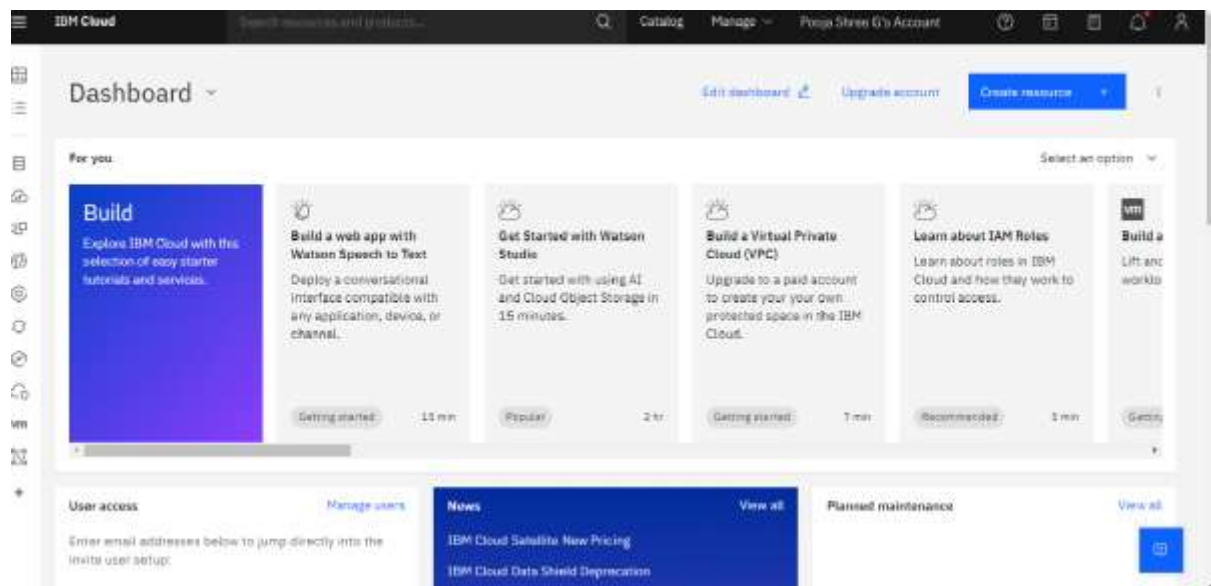 IBM Cloud
Search resources and products...
Catalog
Manage
Pooja Shree G's Account
Dashboard
Edit dashboard
Upgrade account
Create resource
For you
Select an option
Build
Explore IBM Cloud with this
selection of easy starter
tutorials and services.
Build a web app with
Watson Speech to Text
Deploy a conversational
interface compatible with
any application, device, or
channel.
Getting started
15 min
Get Started with Watson
Studio
Get started with using AI
and Cloud Object Storage in
15 minutes.
Popular
2 hr
Build a Virtual Private
Cloud (VPC)
Upgrade to a paid account
to create your your own
protected space in the IBM
Cloud.
Getting started
7 min
Learn about IAM Roles
Learn about roles in IBM
Cloud and how they work to
control access.
Recommended
5 min
vm
Build a
Lift and
worklo
Getting
vm
User access
Manage users
Enter email addresses below to jump directly into the
invite user setup:
News
View all
IBM Cloud Satellite New Pricing
IBM Cloud Data Shield Deprecation
Planned maintenance
View all